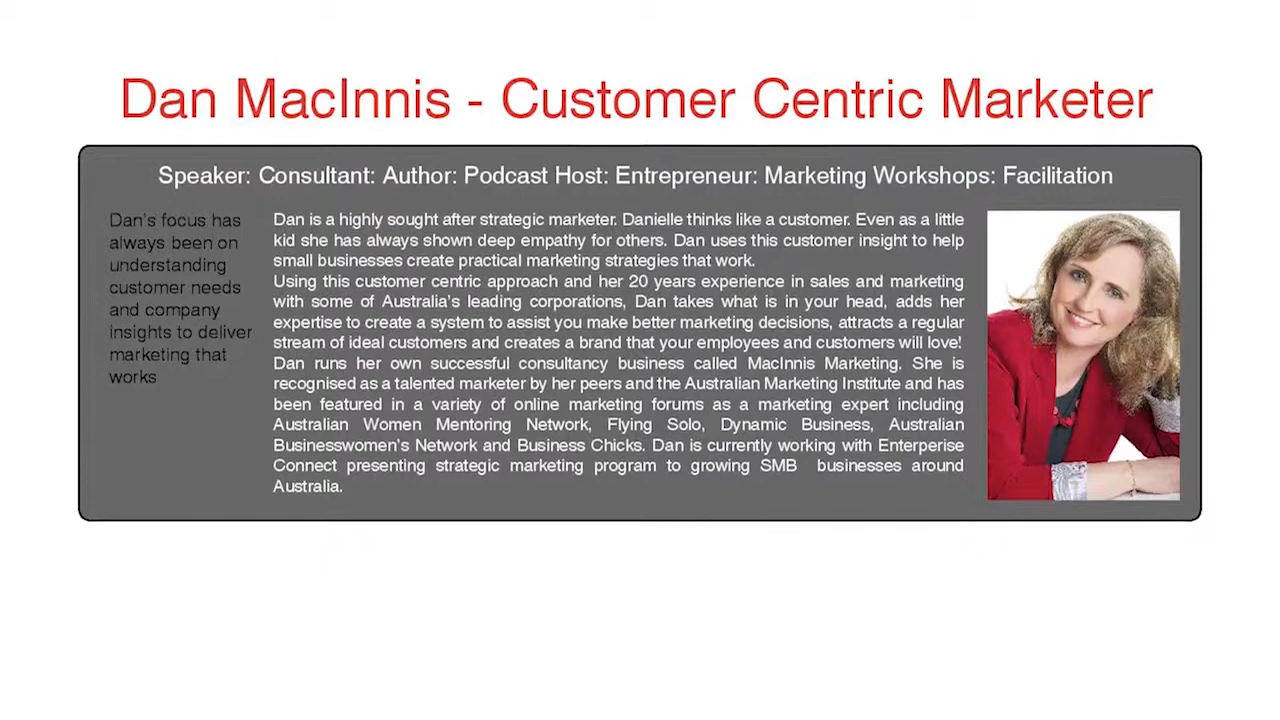 Dan MacInnis - Customer Centric Marketer
Speaker: Consultant: Author: Podcast Host: Entrepreneur: Marketing Workshops: Facilitation
Dan's focus has
always been on
understanding
customer needs
and company
insights to deliver
marketing that
works
Dan is a highly sought after strategic marketer. Danielle thinks like a customer. Even as a little
kid she has always shown deep empathy for others. Dan uses this customer insight to help
small businesses create practical marketing strategies that work.
Using this customer centric approach and her 20 years experience in sales and marketing
with some of Australia's leading corporations, Dan takes what is in your head, adds her
expertise to create a system to assist you make better marketing decisions, attracts a regular
stream of ideal customers and creates a brand that your employees and customers will love!
Dan runs her own successful consultancy business called MacInnis Marketing. She is
recognised as a talented marketer by her peers and the Australian Marketing Institute and has
been featured in a variety of online marketing forums as a marketing expert including
Australian Women Mentoring Network, Flying Solo, Dynamic Business, Australian
Businesswomen's Network and Business Chicks. Dan is currently working with Enterperise
Connect presenting strategic marketing program to growing SMB businesses around
Australia.